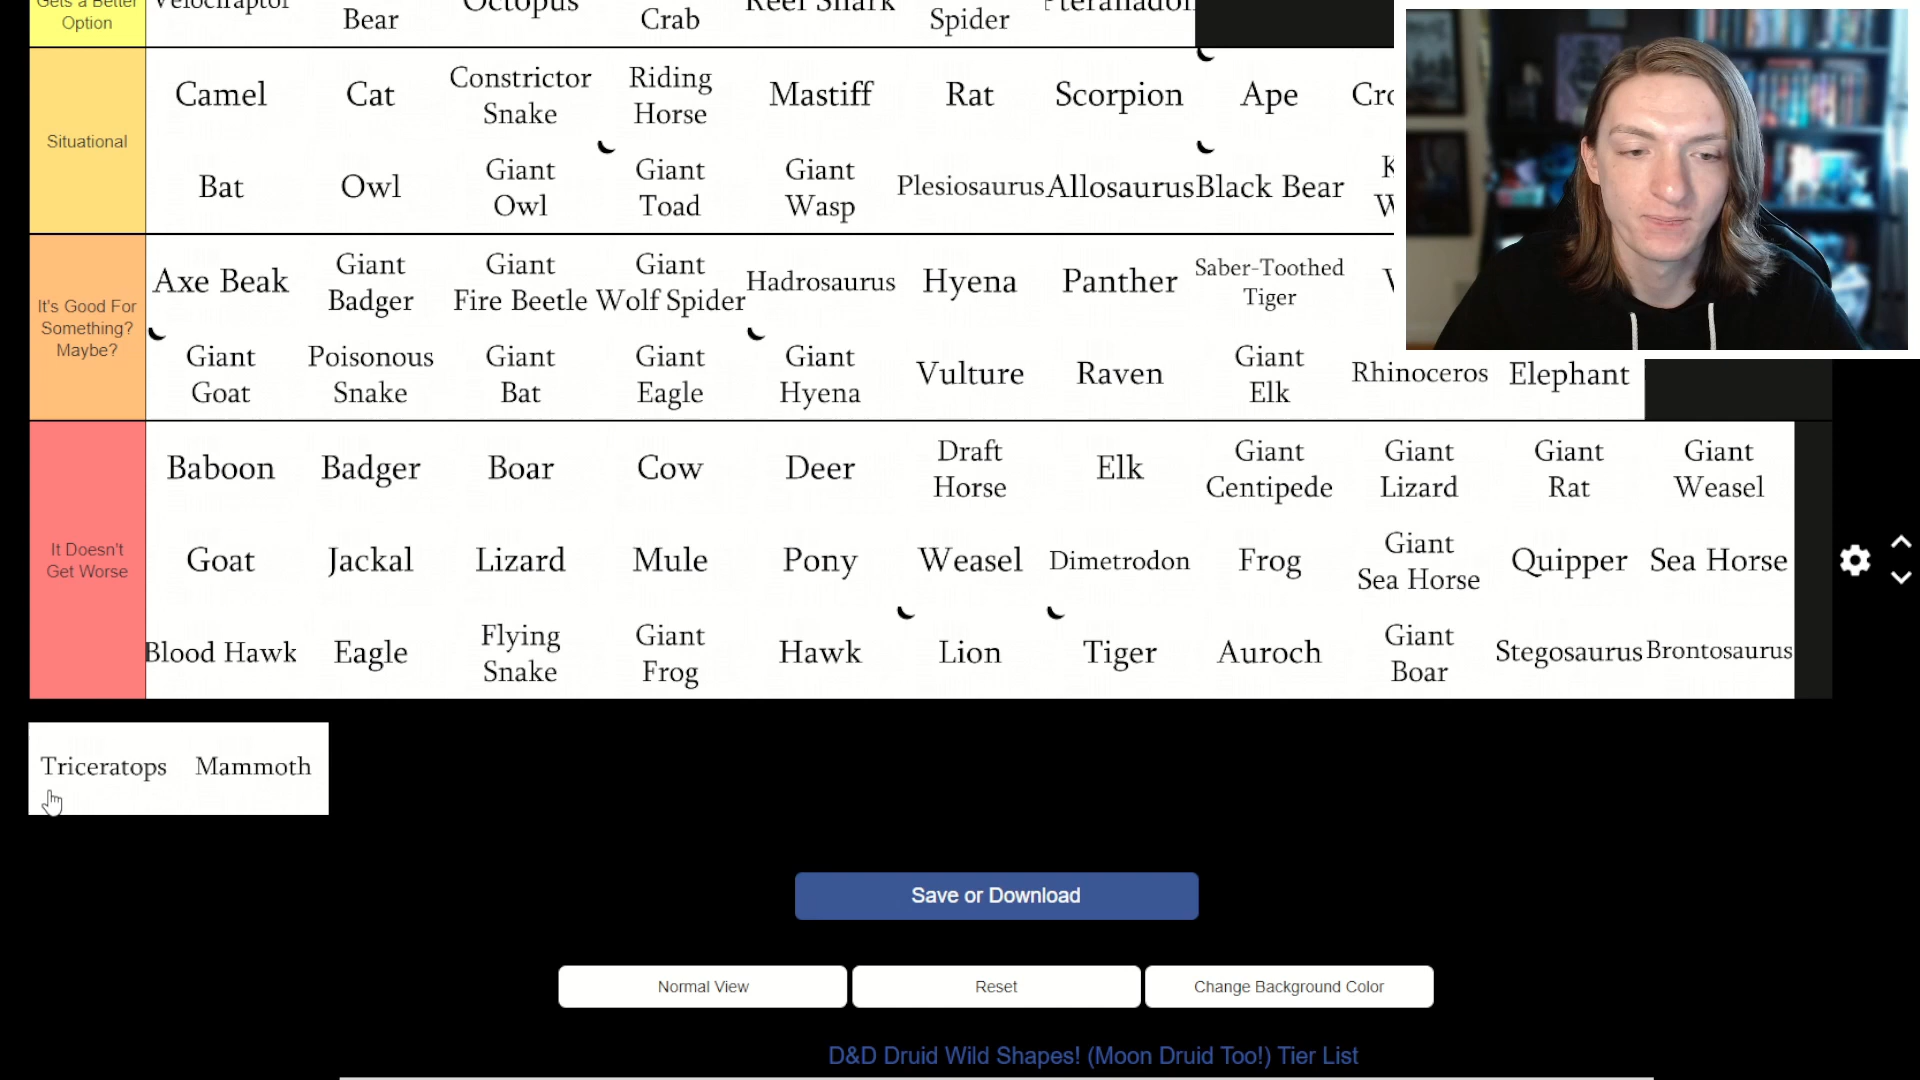 Gets a Better
Option
Velociraptor
Bear
Octopus
Crab
Reef Shark
Spider
Pteranadon
Situational
Camel
Cat
Constrictor
Snake
Riding
Horse
Mastiff
Rat
Scorpion
Ape
Cro
Bat
Owl
Giant
Owl
Giant
Toad
Giant
Wasp
Plesiosaurus
Allosaurus
Black Bear
It's Good For
Something?
Maybe?
Axe Beak
Giant
Badger
Giant
Fire Beetle
Giant
Wolf Spider
Hadrosaurus
Hyena
Panther
Saber-Toothed
Tiger
Giant
Goat
Poisonous
Snake
Giant
Bat
Giant
Eagle
Giant
Hyena
Vulture
Raven
Giant
Elk
Rhinoceros
Elephant
It Doesn't
Get Worse
Baboon
Badger
Boar
Cow
Deer
Draft
Horse
Elk
Giant
Centipede
Giant
Lizard
Giant
Rat
Giant
Weasel
Goat
Jackal
Lizard
Mule
Pony
Weasel
Dimetrodon
Frog
Giant
Sea Horse
Quipper
Sea Horse
Blood Hawk
Eagle
Flying
Snake
Giant
Frog
Hawk
Lion
Tiger
Auroch
Giant
Boar
Stegosaurus
Brontosaurus
Triceratops
Mammoth
Save or Download
Normal View
Reset
Change Background Color
D&D Druid Wild Shapes! (Moon Druid Too!) Tier List